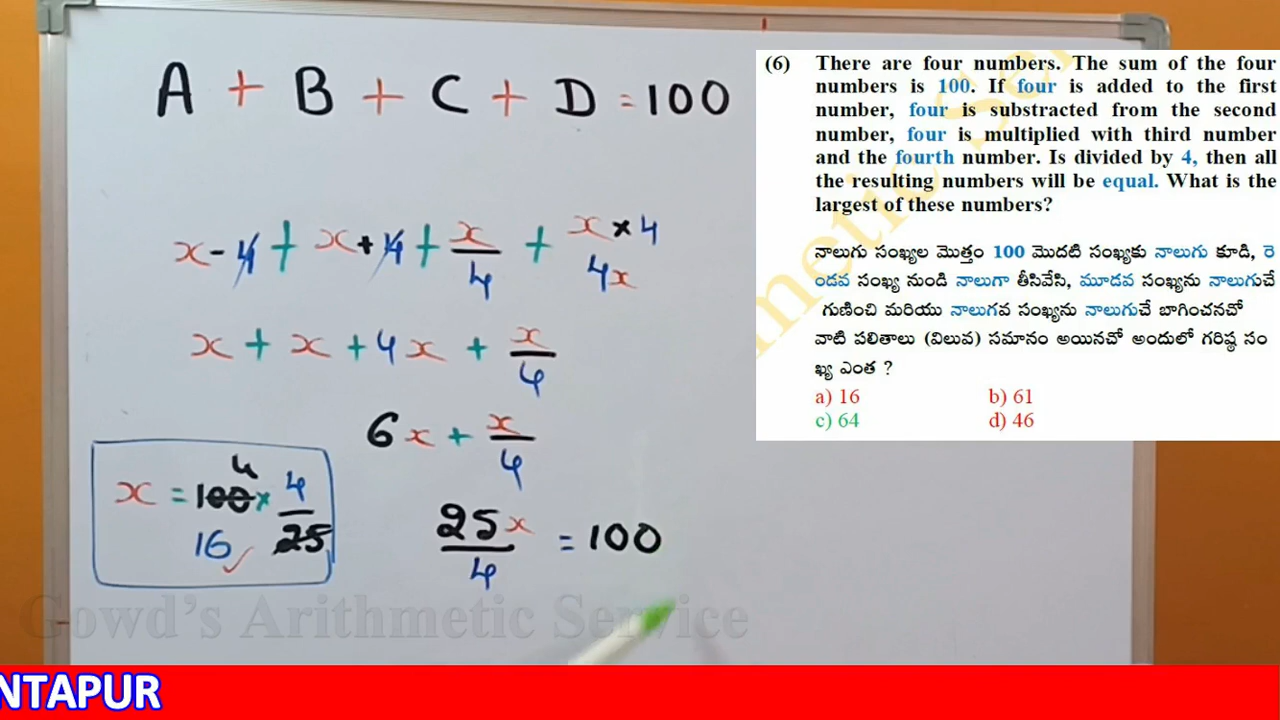 A + B + C + D = 100
x - 4 + x + 4 + x/4 + x × 4
4x
x + x + 4x + x/4
6x + x/4
25x/4 = 100
x = 100 × 4/25
4
16 ✓
(6) There are four numbers. The sum of the four
numbers is 100. If four is added to the first
number, four is substracted from the second
number, four is multiplied with third number
and the fourth number. Is divided by 4, then all
the resulting numbers will be equal. What is the
largest of these numbers?
నాలుగు సంఖ్యల మొత్తం 100 మొదటి సంఖ్యకు నాలుగు కూడి, రె
ండవ సంఖ్య నుండి నాలుగా తీసివేసి, మూడవ సంఖ్యను నాలుగుచే
గుణించి మరియు నాలుగవ సంఖ్యను నాలుగుచే బాగించనచో
వాటి పలితాలు (విలువ) సమానం అయినచో అందులో గరిష్ఠ సం
ఖ్య ఎంత ?
a) 16 b) 61
c) 64 d) 46
Gowd's Arithmetic Service
NTAPUR